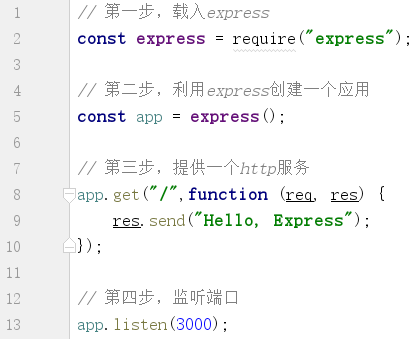 1 // 第一步，载入express
2 const express = require("express");
3
4 // 第二步，利用express创建一个应用
5 const app = express();
6
7 // 第三步，提供一个http服务
8 app.get("/",function (req, res) {
9     res.send("Hello, Express");
10 });
11
12 // 第四步，监听端口
13 app.listen(3000);